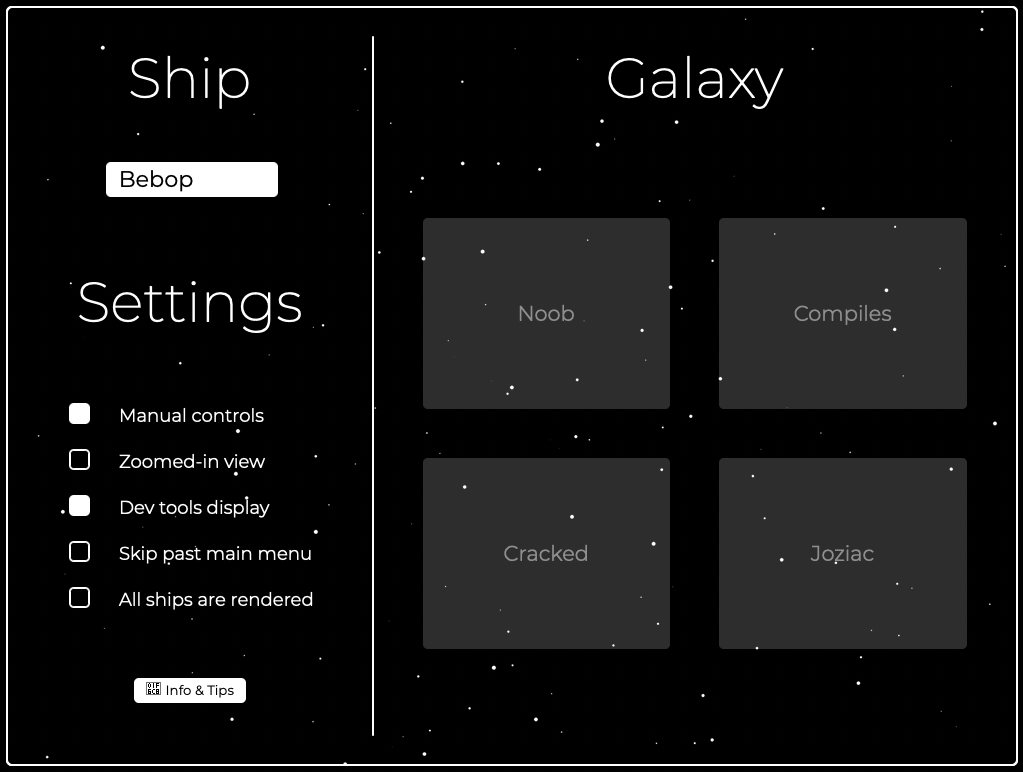 Ship
Bebop
Settings
Manual controls
Zoomed-in view
Dev tools display
Skip past main menu
All ships are rendered
Info & Tips
Galaxy
Noob
Compiles
Cracked
Joziac